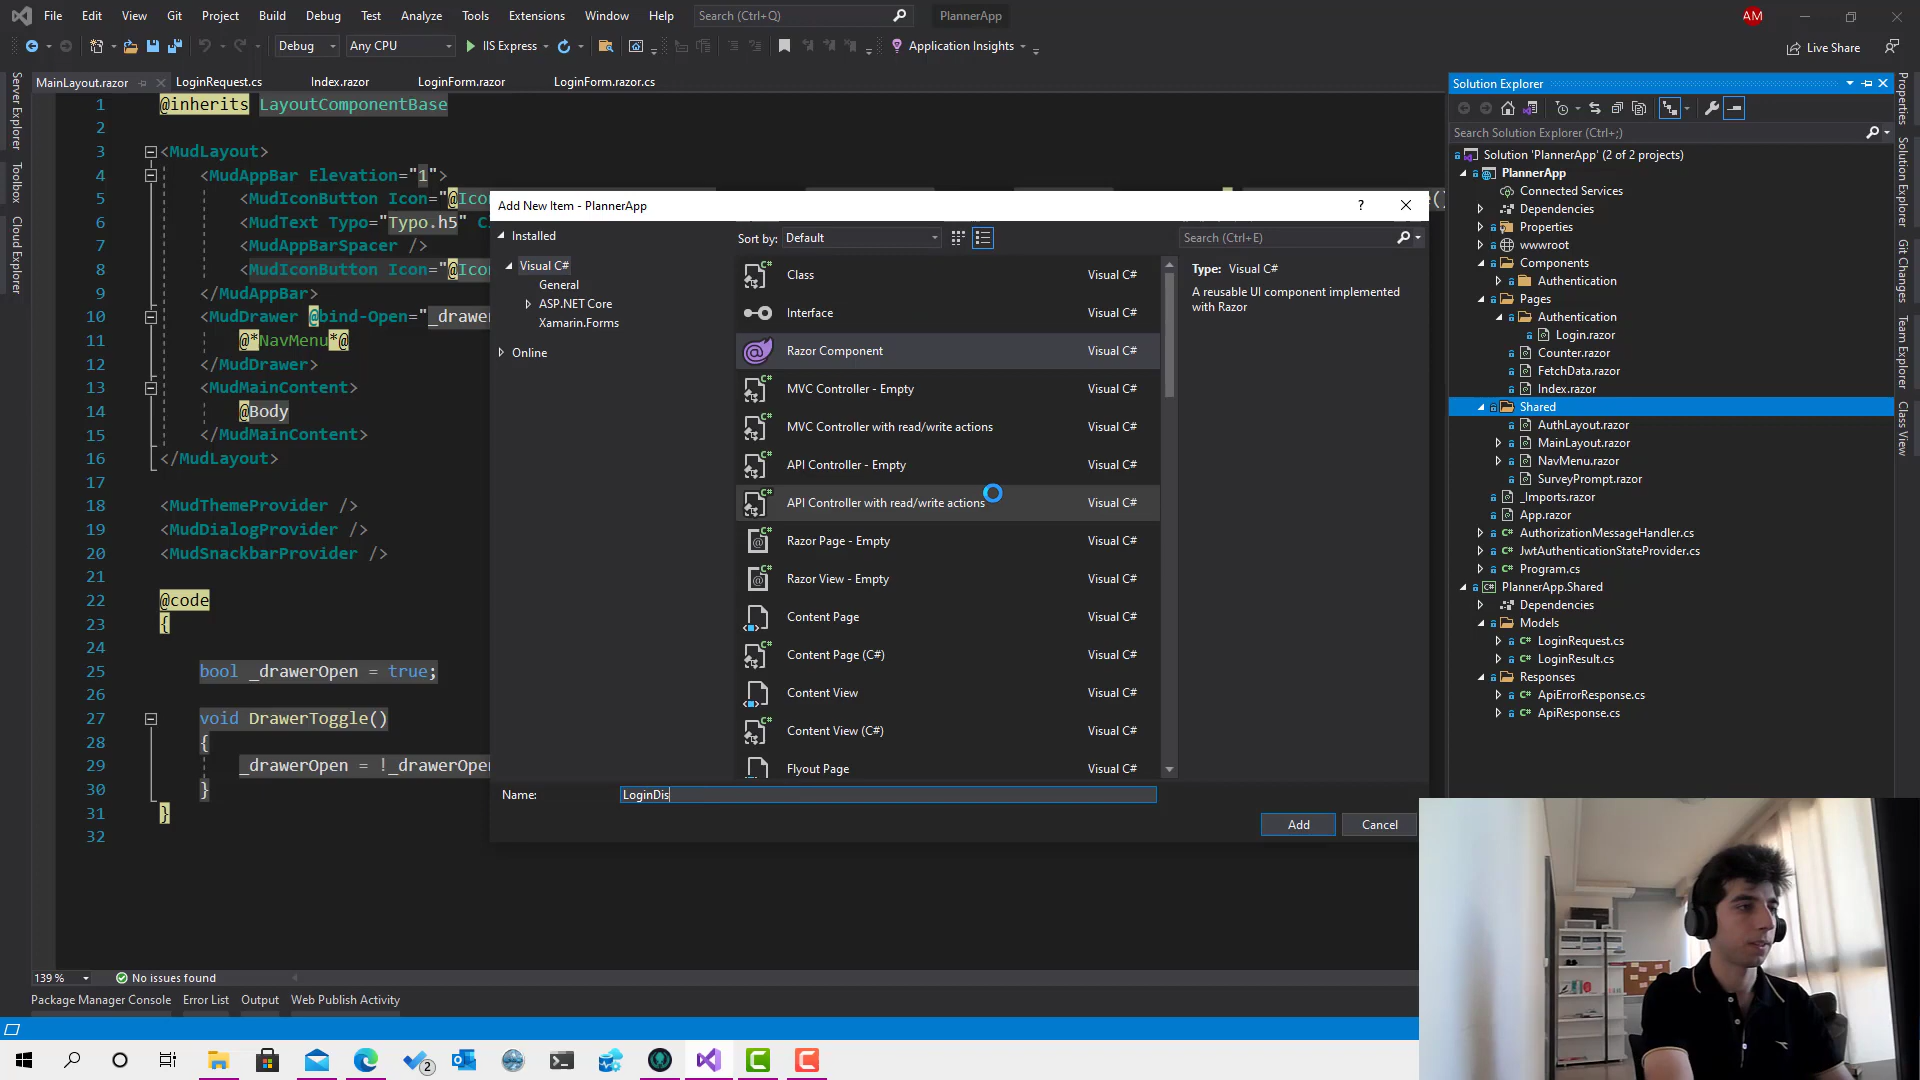 File Edit View Git Project Build Debug Test Analyze Tools Extensions Window Help Search (Ctrl+Q) PlannerApp AM
Debug Any CPU IIS Express Application Insights Live Share
MainLayout.razor LoginRequest.cs Index.razor LoginForm.razor LoginForm.razor.cs
Server Explorer
Toolbox
Cloud Explorer
1 @inherits LayoutComponentBase
2
3 <MudLayout>
4 <MudAppBar Elevation="1">
5 <MudIconButton Icon="@Ico
6 <MudText Typo="Typo.h5" C
7 <MudAppBarSpacer />
8 <MudIconButton Icon="@Ico
9 </MudAppBar>
10 <MudDrawer @bind-Open="_drawer
11 @*NavMenu*@
12 </MudDrawer>
13 <MudMainContent>
14 @Body
15 </MudMainContent>
16 </MudLayout>
17
18 <MudThemeProvider />
19 <MudDialogProvider />
20 <MudSnackbarProvider />
21
22 @code
23 {
24
25 bool _drawerOpen = true;
26
27 void DrawerToggle()
28 {
29 _drawerOpen = !_drawerOpen
30 }
31 }
32
Add New Item - PlannerApp
?
Installed
Visual C#
General
ASP.NET Core
Xamarin.Forms
Online
Sort by: Default
Search (Ctrl+E)
Class Visual C#
Interface Visual C#
Razor Component Visual C#
MVC Controller - Empty Visual C#
MVC Controller with read/write actions Visual C#
API Controller - Empty Visual C#
API Controller with read/write actions Visual C#
Razor Page - Empty Visual C#
Razor View - Empty Visual C#
Content Page Visual C#
Content Page (C#) Visual C#
Content View Visual C#
Content View (C#) Visual C#
Flyout Page Visual C#
Type: Visual C#
A reusable UI component implemented
with Razor
Name: LoginDis
Add Cancel
Solution Explorer
Search Solution Explorer (Ctrl+;)
Solution 'PlannerApp' (2 of 2 projects)
PlannerApp
Connected Services
Dependencies
Properties
wwwroot
Components
Authentication
Pages
Authentication
Login.razor
Counter.razor
FetchData.razor
Index.razor
Shared
AuthLayout.razor
MainLayout.razor
NavMenu.razor
SurveyPrompt.razor
_Imports.razor
App.razor
AuthorizationMessageHandler.cs
JwtAuthenticationStateProvider.cs
Program.cs
PlannerApp.Shared
Dependencies
Models
LoginRequest.cs
LoginResult.cs
Responses
ApiErrorResponse.cs
ApiResponse.cs
Properties
Solution Explorer
Git Changes
Team Explorer
Class View
139 % No issues found
Package Manager Console Error List Output Web Publish Activity
2